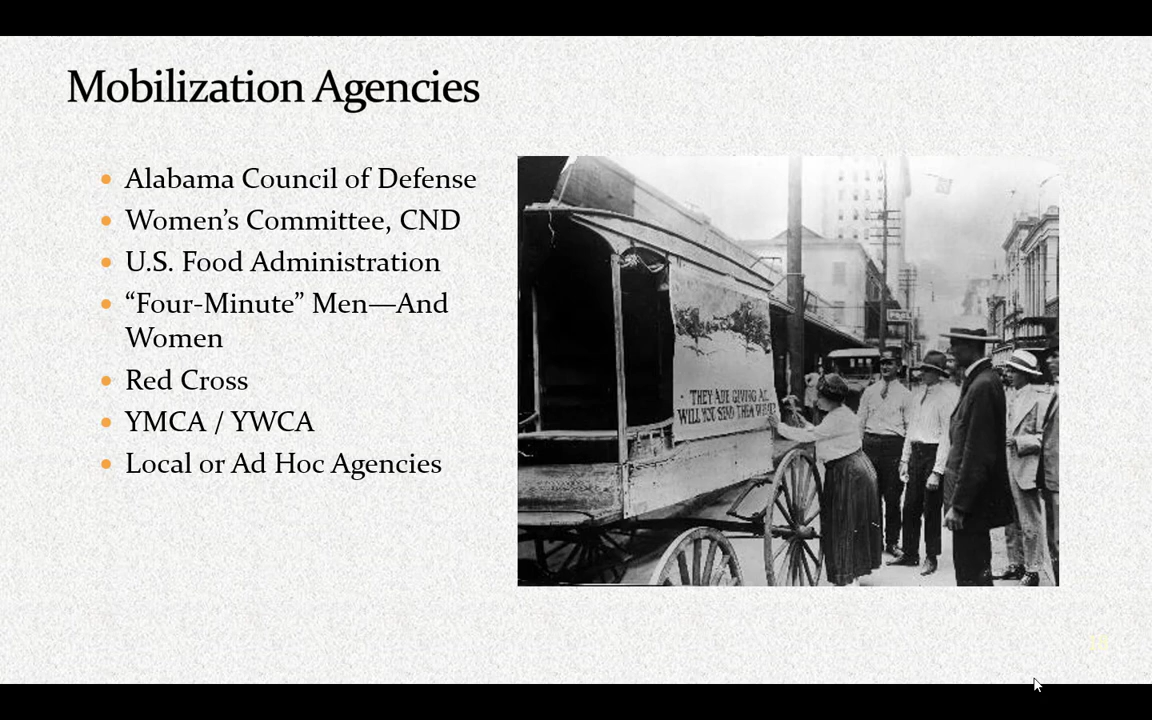 Mobilization Agencies
Alabama Council of Defense
Women’s Committee, CND
U.S. Food Administration
“Four-Minute” Men—And
Women
Red Cross
YMCA / YWCA
Local or Ad Hoc Agencies
THEY ARE GIVING ALL
WILL YOU SEND THEM WHEAT?